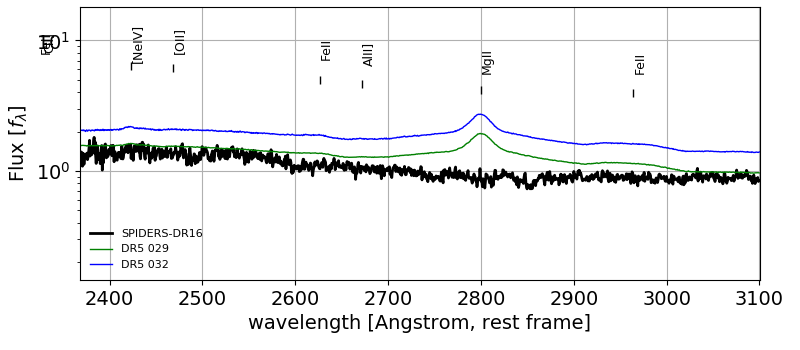 [NeIV]
[OII]
FeII
AlII]
MgII
FeII
10¹
10⁰
Flux [fλ]
SPIDERS-DR16
DR5 029
DR5 032
2400 2500 2600 2700 2800 2900 3000 3100
wavelength [Angstrom, rest frame]